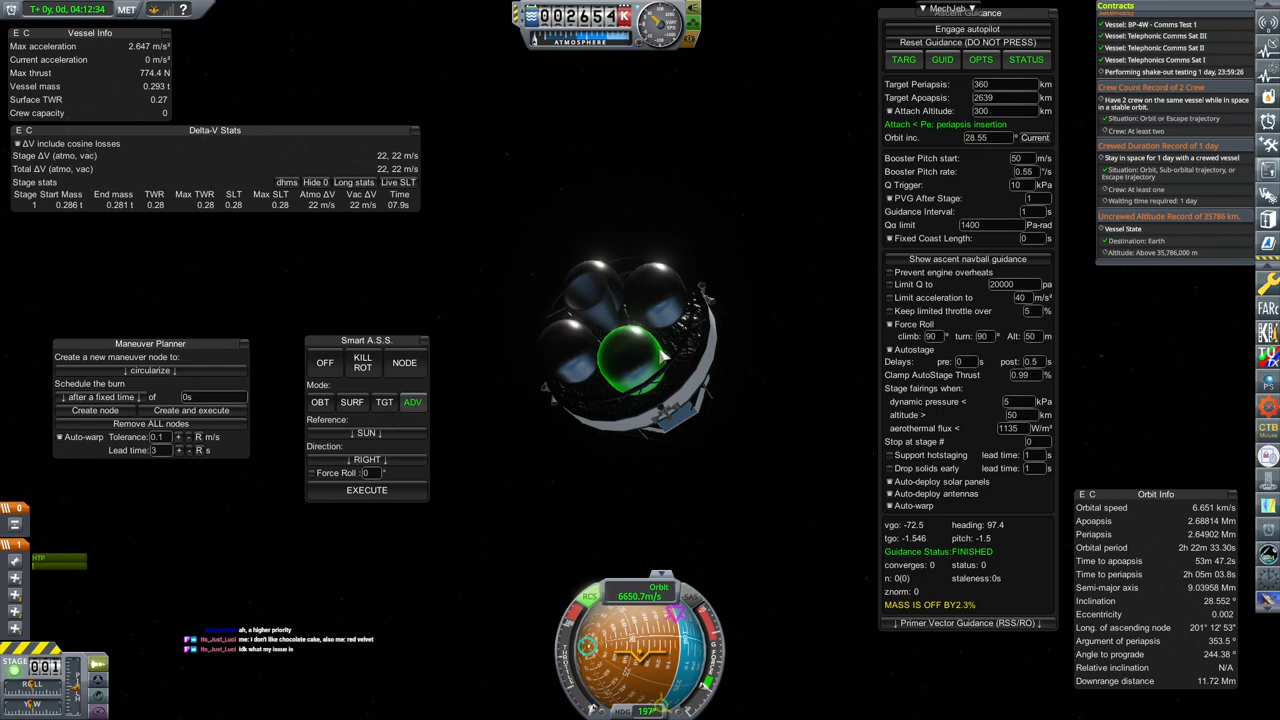 T+ 0y, 0d, 04:12:34 MET
E C Vessel Info
Max acceleration 2.647 m/s²
Current acceleration 0 m/s²
Max thrust 774.4 N
Vessel mass 0.293 t
Surface TWR 0.27
Crew capacity 0
E C Delta-V Stats
ΔV include cosine losses
Stage ΔV (atmo, vac) 22, 22 m/s
Total ΔV (atmo, vac) 22, 22 m/s
Stage stats dhms Hide 0 Long stats Live SLT
Stage Start Mass End mass TWR Max TWR SLT Max SLT Atmo ΔV Vac ΔV Time
1 0.286 t 0.281 t 0.28 0.28 0.28 0.28 22 m/s 22 m/s 07.9s
Maneuver Planner
Create a new maneuver node to:
↓ circularize ↓
Schedule the burn
↓ after a fixed time ↓ of 0s
Create node Create and execute
Remove ALL nodes
Auto-warp Tolerance: 0.1 + - R m/s
Lead time: 3 + - R s
Smart A.S.S.
OFF KILL ROT NODE
Mode:
OBT SURF TGT ADV
Reference:
↓ SUN ↓
Direction:
↓ RIGHT ↓
Force Roll : 0 °
EXECUTE
0
1
HTP
ah, a higher priority
Its_Just_Luci: me: I don't like chocolate cake, also me: red velvet
Its_Just_Luci: idk what my issue is
STAGE 001
ROLL
YAW
PITCH
002654 K
ATMOSPHERE
RCS
Orbit
6650.7m/s
SAS
HDG 197°
▼ MechJeb ▼
Ascent Guidance
Engage autopilot
Reset Guidance (DO NOT PRESS)
TARG GUID OPTS STATUS
Target Periapsis: 360 km
Target Apoapsis: 2639 km
Attach Altitude: 300 km
Attach < Pe: periapsis insertion
Orbit inc. 28.55 ° Current
Booster Pitch start: 50 m/s
Booster Pitch rate: 0.55 °/s
Q Trigger: 10 kPa
PVG After Stage: 1
Guidance Interval: 1 s
Qα limit 1400 Pa-rad
Fixed Coast Length: 0 s
Show ascent navball guidance
Prevent engine overheats
Limit Q to 20000 pa
Limit acceleration to 40 m/s²
Keep limited throttle over 5 %
Force Roll
climb: 90 ° turn: 90 ° Alt: 50 m
Autostage
Delays: pre: 0 s post: 0.5 s
Clamp AutoStage Thrust 0.99 %
Stage fairings when:
dynamic pressure < 5 kPa
altitude > 50 km
aerothermal flux < 1135 W/m²
Stop at stage # 0
Support hotstaging lead time: 1 s
Drop solids early lead time: 1 s
Auto-deploy solar panels
Auto-deploy antennas
Auto-warp
vgo: -72.5 heading: 97.4
tgo: -1.546 pitch: -1.5
Guidance Status:FINISHED
converges: 0 status: 0
n: 0(0) staleness:0s
znorm: 0
MASS IS OFF BY2.3%
↓ Primer Vector Guidance (RSS/RO) ↓
Contracts
Vessel: BP-4W - Comms Test 1
Vessel: Telephonic Comms Sat III
Vessel: Telephonic Comms Sat II
Vessel: Telephonics Comms Sat I
Performing shake-out testing 1 day, 23:59:26
Crew Count Record of 2 Crew
Have 2 crew on the same vessel while in space in a stable orbit.
Situation: Orbit or Escape trajectory
Crew: At least two
Crewed Duration Record of 1 day
Stay in space for 1 day with a crewed vessel
Situation: Orbit, Sub-orbital trajectory, or Escape trajectory
Crew: At least one
Waiting time required: 1 day
Uncrewed Altitude Record of 35786 km.
Vessel State
Destination: Earth
Altitude: Above 35,786,000 m
FARc
CTB
E C Orbit Info
Orbital speed 6.651 km/s
Apoapsis 2.68814 Mm
Periapsis 2.64902 Mm
Orbital period 2h 22m 33.30s
Time to apoapsis 53m 47.2s
Time to periapsis 2h 05m 03.8s
Semi-major axis 9.03958 Mm
Inclination 28.552 °
Eccentricity 0.002
Long. of ascending node 201° 12' 53"
Argument of periapsis 353.5 °
Angle to prograde 244.38 °
Relative inclination N/A
Downrange distance 11.72 Mm